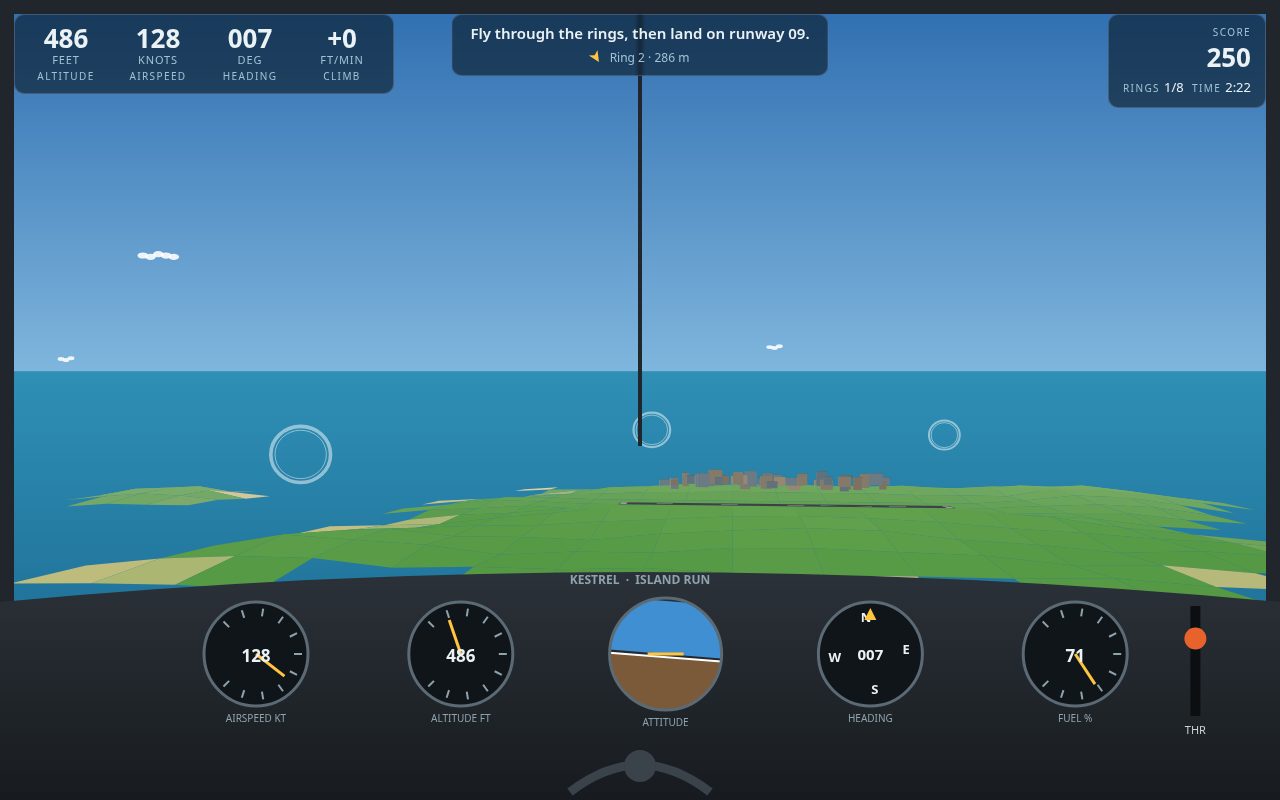 486 128 007 +0
FEET KNOTS DEG FT/MIN
ALTITUDE AIRSPEED HEADING CLIMB
Fly through the rings, then land on runway 09.
Ring 2 · 286 m
SCORE
250
RINGS 1/8 TIME 2:22
KESTREL · ISLAND RUN
128
AIRSPEED KT
486
ALTITUDE FT
ATTITUDE
N
W 007 E
S
HEADING
71
FUEL %
THR